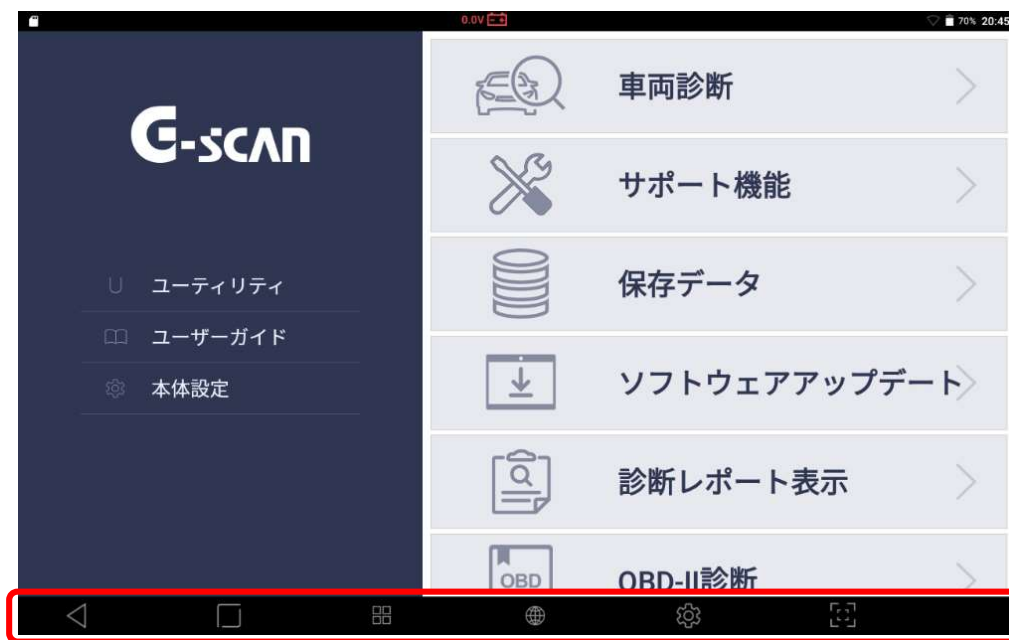 0.0V
70% 20:45
G-scan
ユーティリティ
ユーザーガイド
本体設定
車両診断
サポート機能
保存データ
ソフトウェアアップデート
診断レポート表示
OBD
OBD-II診断